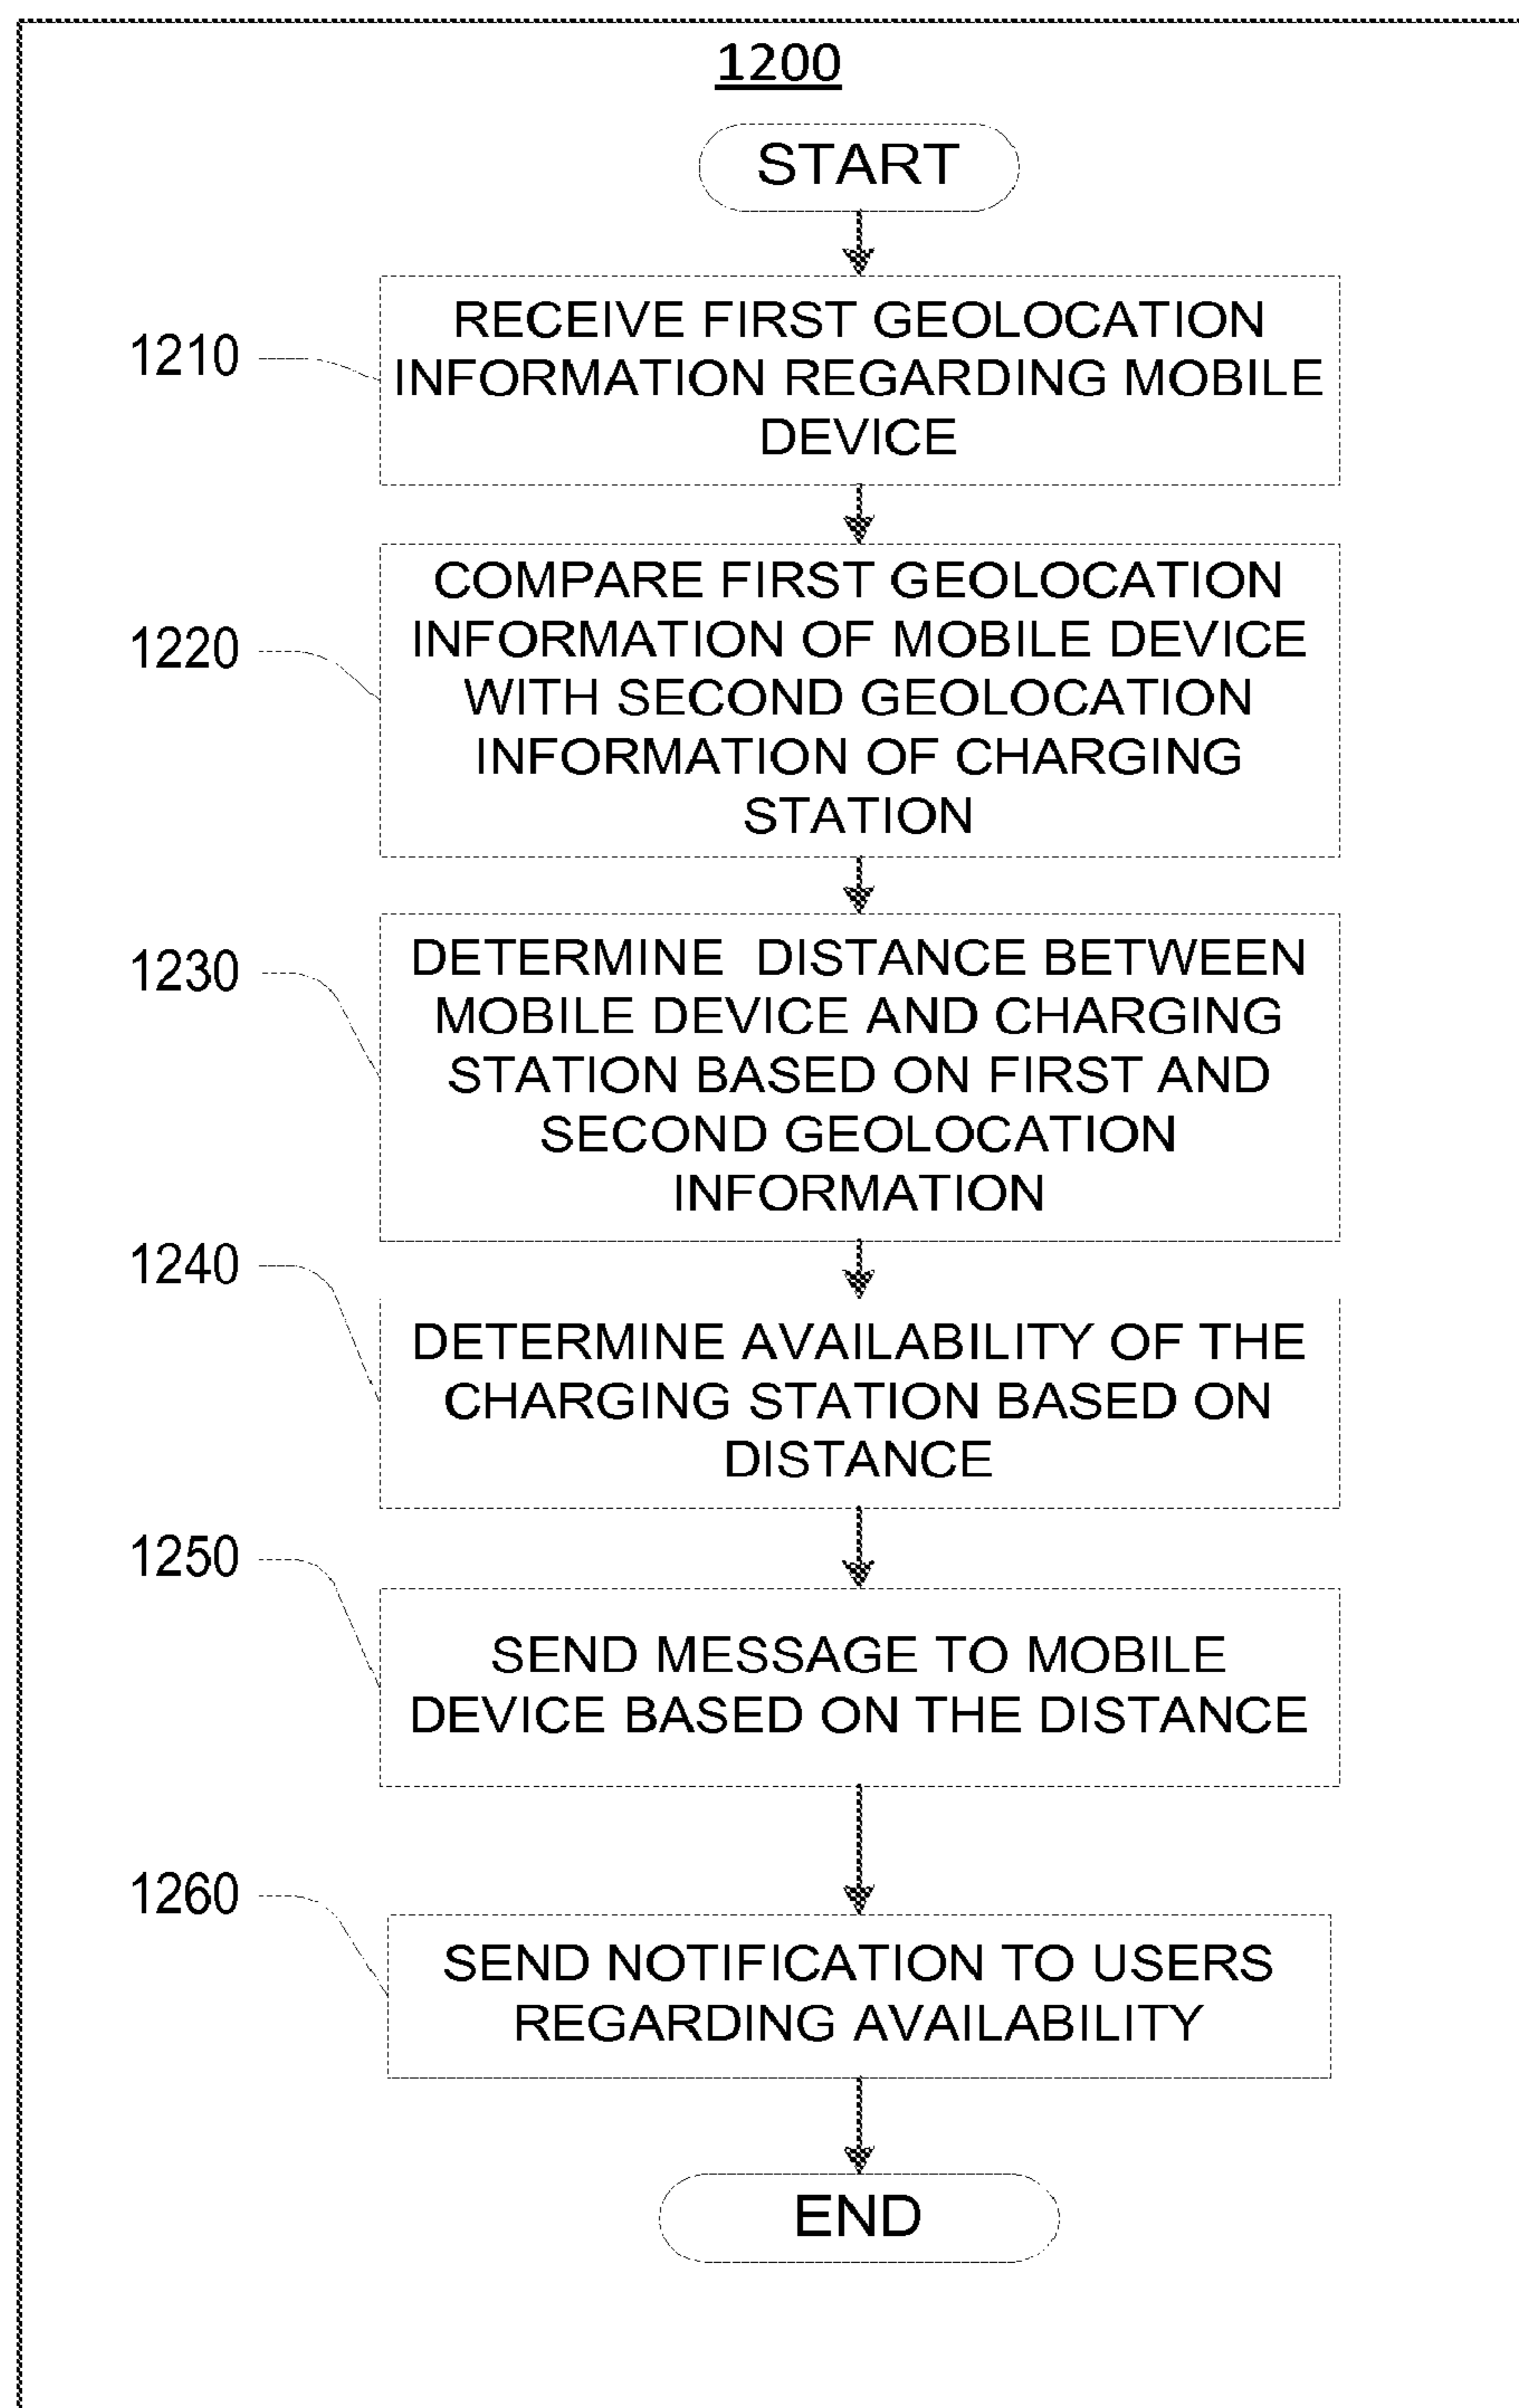 1200
START
1210
RECEIVE FIRST GEOLOCATION
INFORMATION REGARDING MOBILE
DEVICE
1220
COMPARE FIRST GEOLOCATION
INFORMATION OF MOBILE DEVICE
WITH SECOND GEOLOCATION
INFORMATION OF CHARGING
STATION
1230
DETERMINE DISTANCE BETWEEN
MOBILE DEVICE AND CHARGING
STATION BASED ON FIRST AND
SECOND GEOLOCATION
INFORMATION
1240
DETERMINE AVAILABILITY OF THE
CHARGING STATION BASED ON
DISTANCE
1250
SEND MESSAGE TO MOBILE
DEVICE BASED ON THE DISTANCE
1260
SEND NOTIFICATION TO USERS
REGARDING AVAILABILITY
END